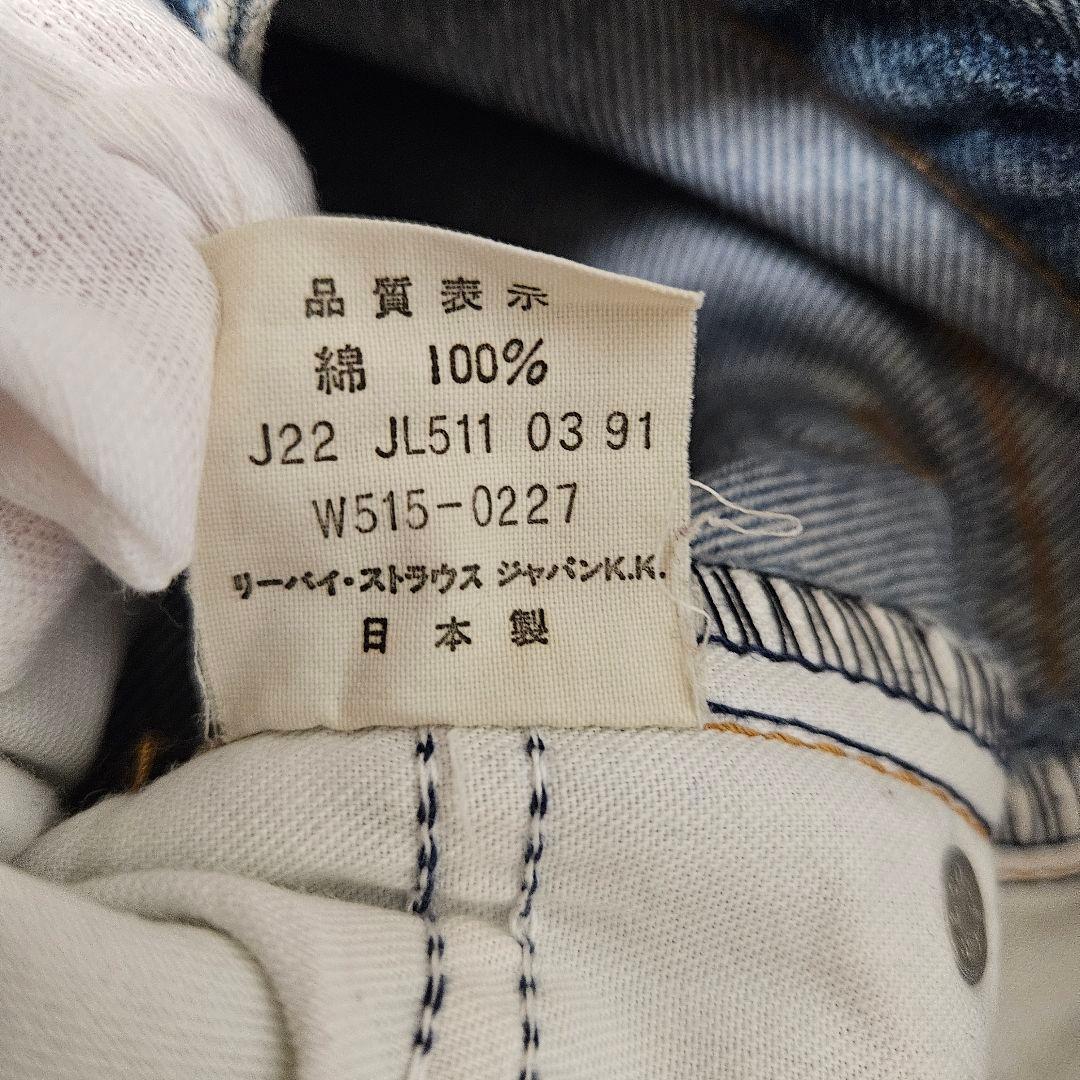 品質表示
綿 100%
J22 JL511 03 91
W515-0227
リーバイ・ストラウス ジャパンK.K.
日本製